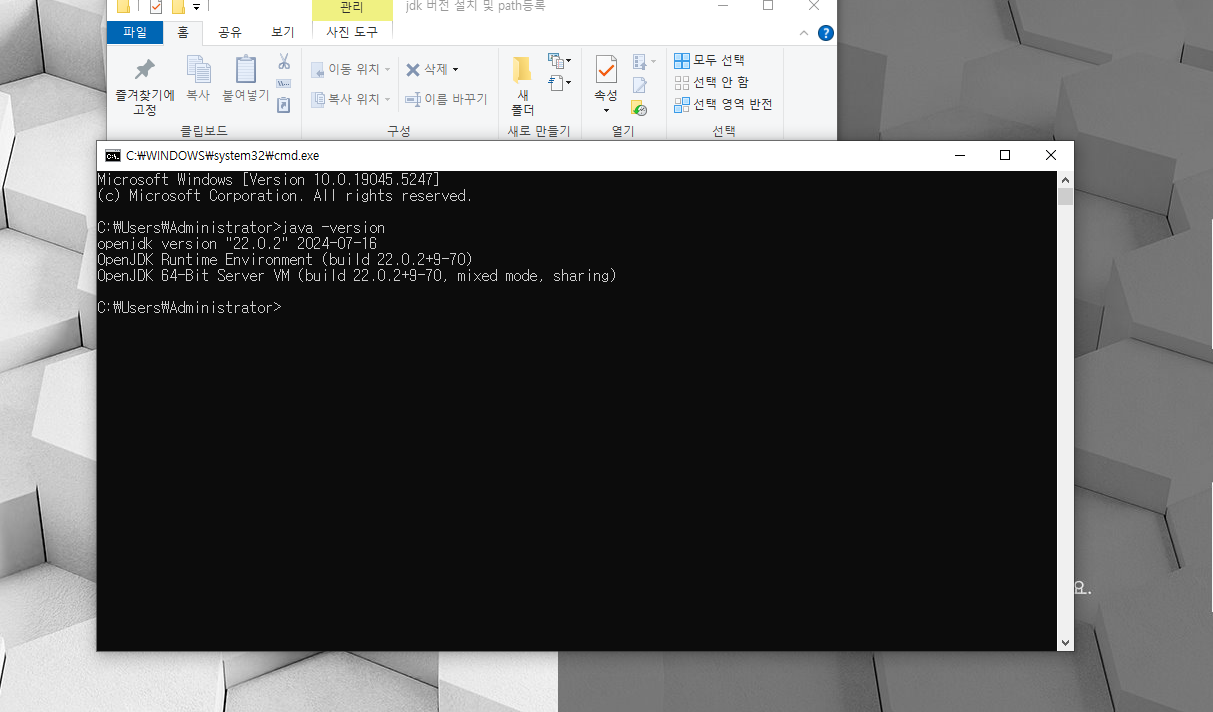 관리
jdk 버전 설치 및 path등록
파일
홈
공유
보기
사진 도구
즐겨찾기에
고정
복사
붙여넣기
이동 위치
복사 위치
삭제
이름 바꾸기
새
폴더
속성
모두 선택
선택 안 함
선택 영역 반전
클립보드
구성
새로 만들기
열기
선택
C:\WINDOWS\system32\cmd.exe
Microsoft Windows [Version 10.0.19045.5247]
(c) Microsoft Corporation. All rights reserved.
C:\Users\Administrator>java -version
openjdk version "22.0.2" 2024-07-16
OpenJDK Runtime Environment (build 22.0.2+9-70)
OpenJDK 64-Bit Server VM (build 22.0.2+9-70, mixed mode, sharing)
C:\Users\Administrator>
요.